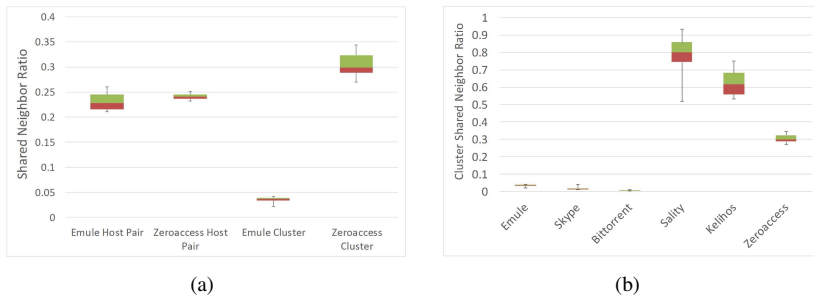 Shared Neighbor Ratio
0.4
0.35
0.3
0.25
0.2
0.15
0.1
0.05
0
Emule Host Pair
Zeroaccess Host
Pair
Emule Cluster
Zeroaccess
Cluster
(a)
Cluster Shared Neighbor Ratio
1
0.9
0.8
0.7
0.6
0.5
0.4
0.3
0.2
0.1
0
Emule
Skype
Bittorrent
Sality
Kelihos
Zeroaccess
(b)